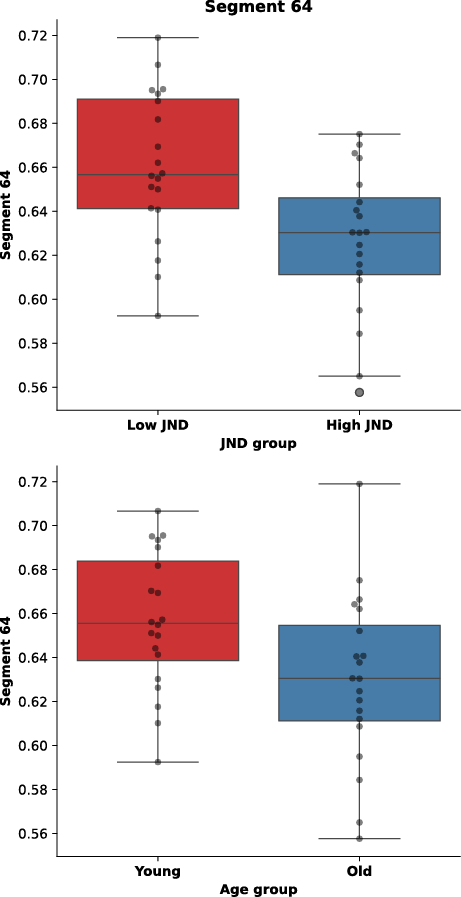 Segment 64
0.72
0.70
0.68
0.66
0.64
0.62
0.60
0.58
0.56
Segment 64
Low JND
High JND
JND group
0.72
0.70
0.68
0.66
0.64
0.62
0.60
0.58
0.56
Segment 64
Young
Old
Age group